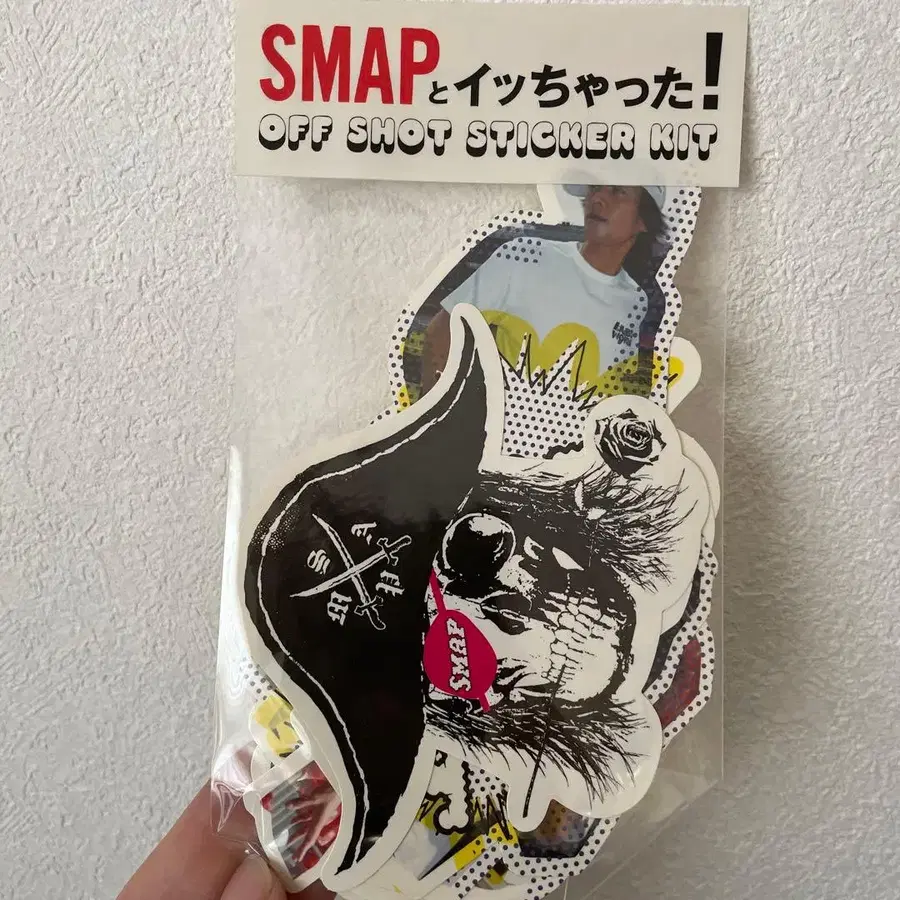 SMAPとイッちゃった!
OFF SHOT STICKER KIT
S A
M P
SMAP